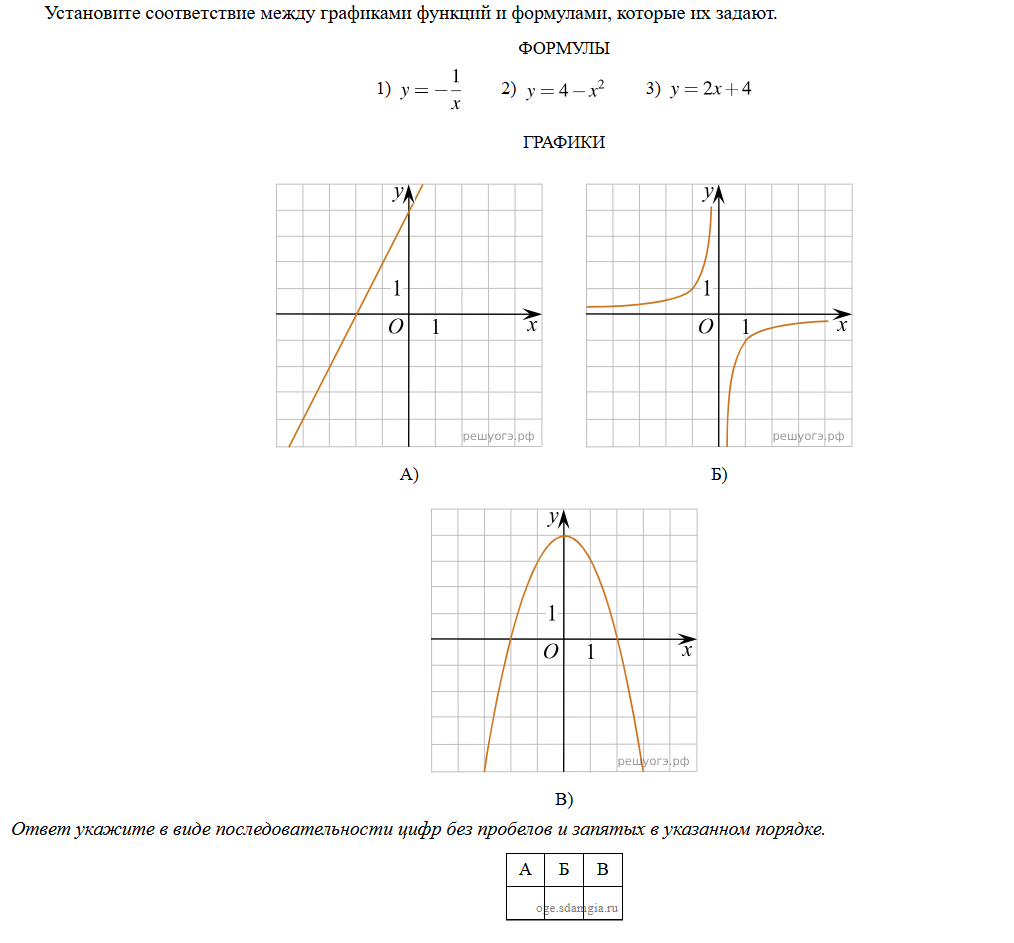 Установите соответствие между графиками функций и формулами, которые их задают.
ФОРМУЛЫ
1) y = −1/x 2) y = 4 − x² 3) y = 2x + 4
ГРАФИКИ
y y
1 1
O 1 x O 1 x
решуогэ.рф решуогэ.рф
А) Б)
y
1
O 1 x
решуогэ.рф
В)
Ответ укажите в виде последовательности цифр без пробелов и запятых в указанном порядке.
А Б В
oge.sdamgia.ru